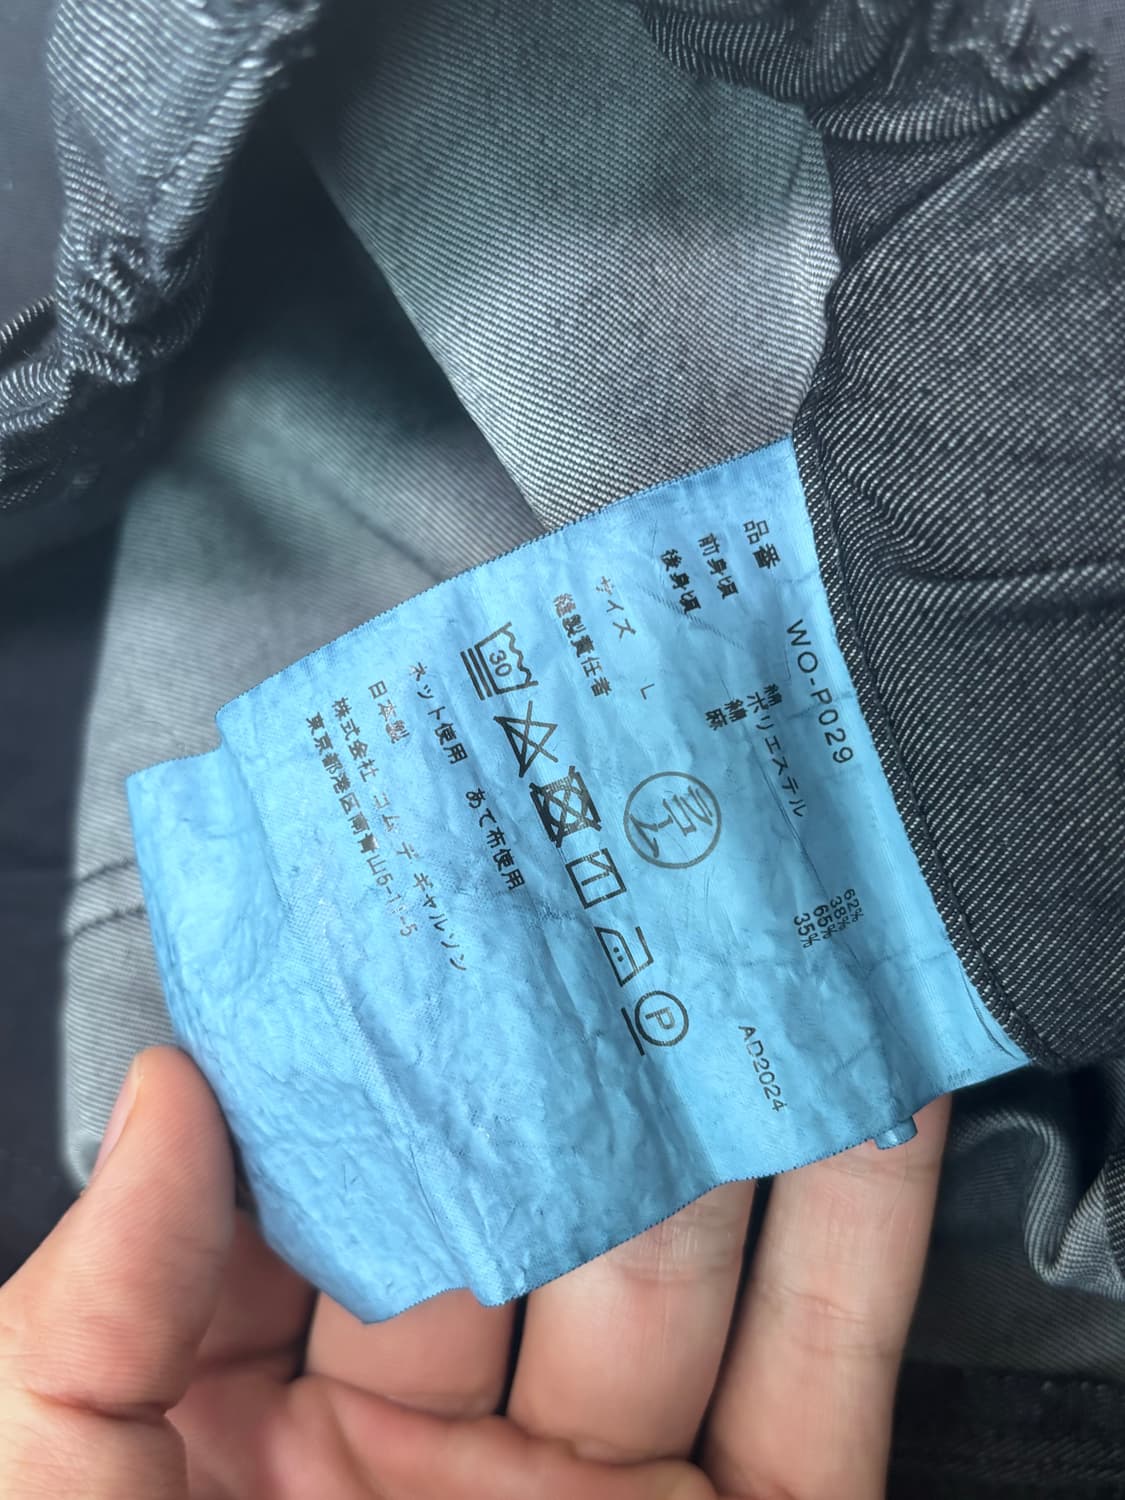 品番 WO-P029
前身頃 綿 62%
ポリエステル 38%
後身頃 綿 65%
麻 35%
サイズ L AD2024
縫製責任者
30
P
ネット使用 あて布使用
日本製
株式会社 コムデ ギャルソン
東京都港区南青山5-11-5